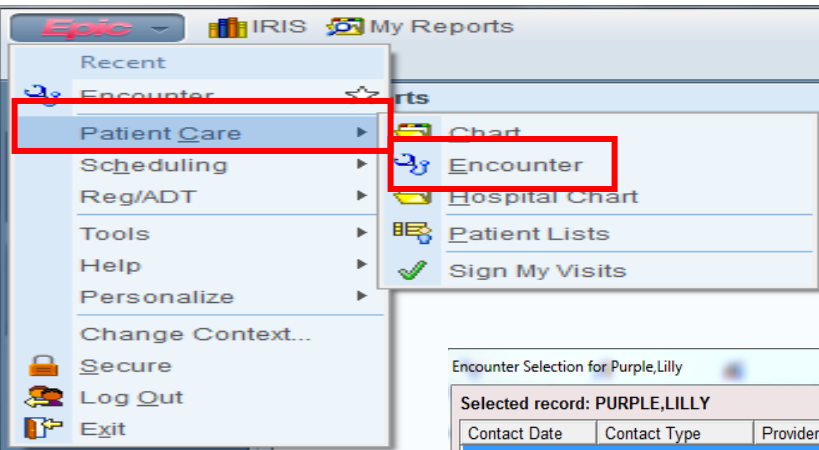 Epic IRIS My Reports
Recent
Encounter
rts
Patient Care
Chart
Scheduling
Encounter
Reg/ADT
Hospital Chart
Tools
Patient Lists
Help
Sign My Visits
Personalize
Change Context...
Secure
Encounter Selection for Purple,Lilly
Log Out
Selected record: PURPLE,LILLY
Exit
Contact Date Contact Type Provider